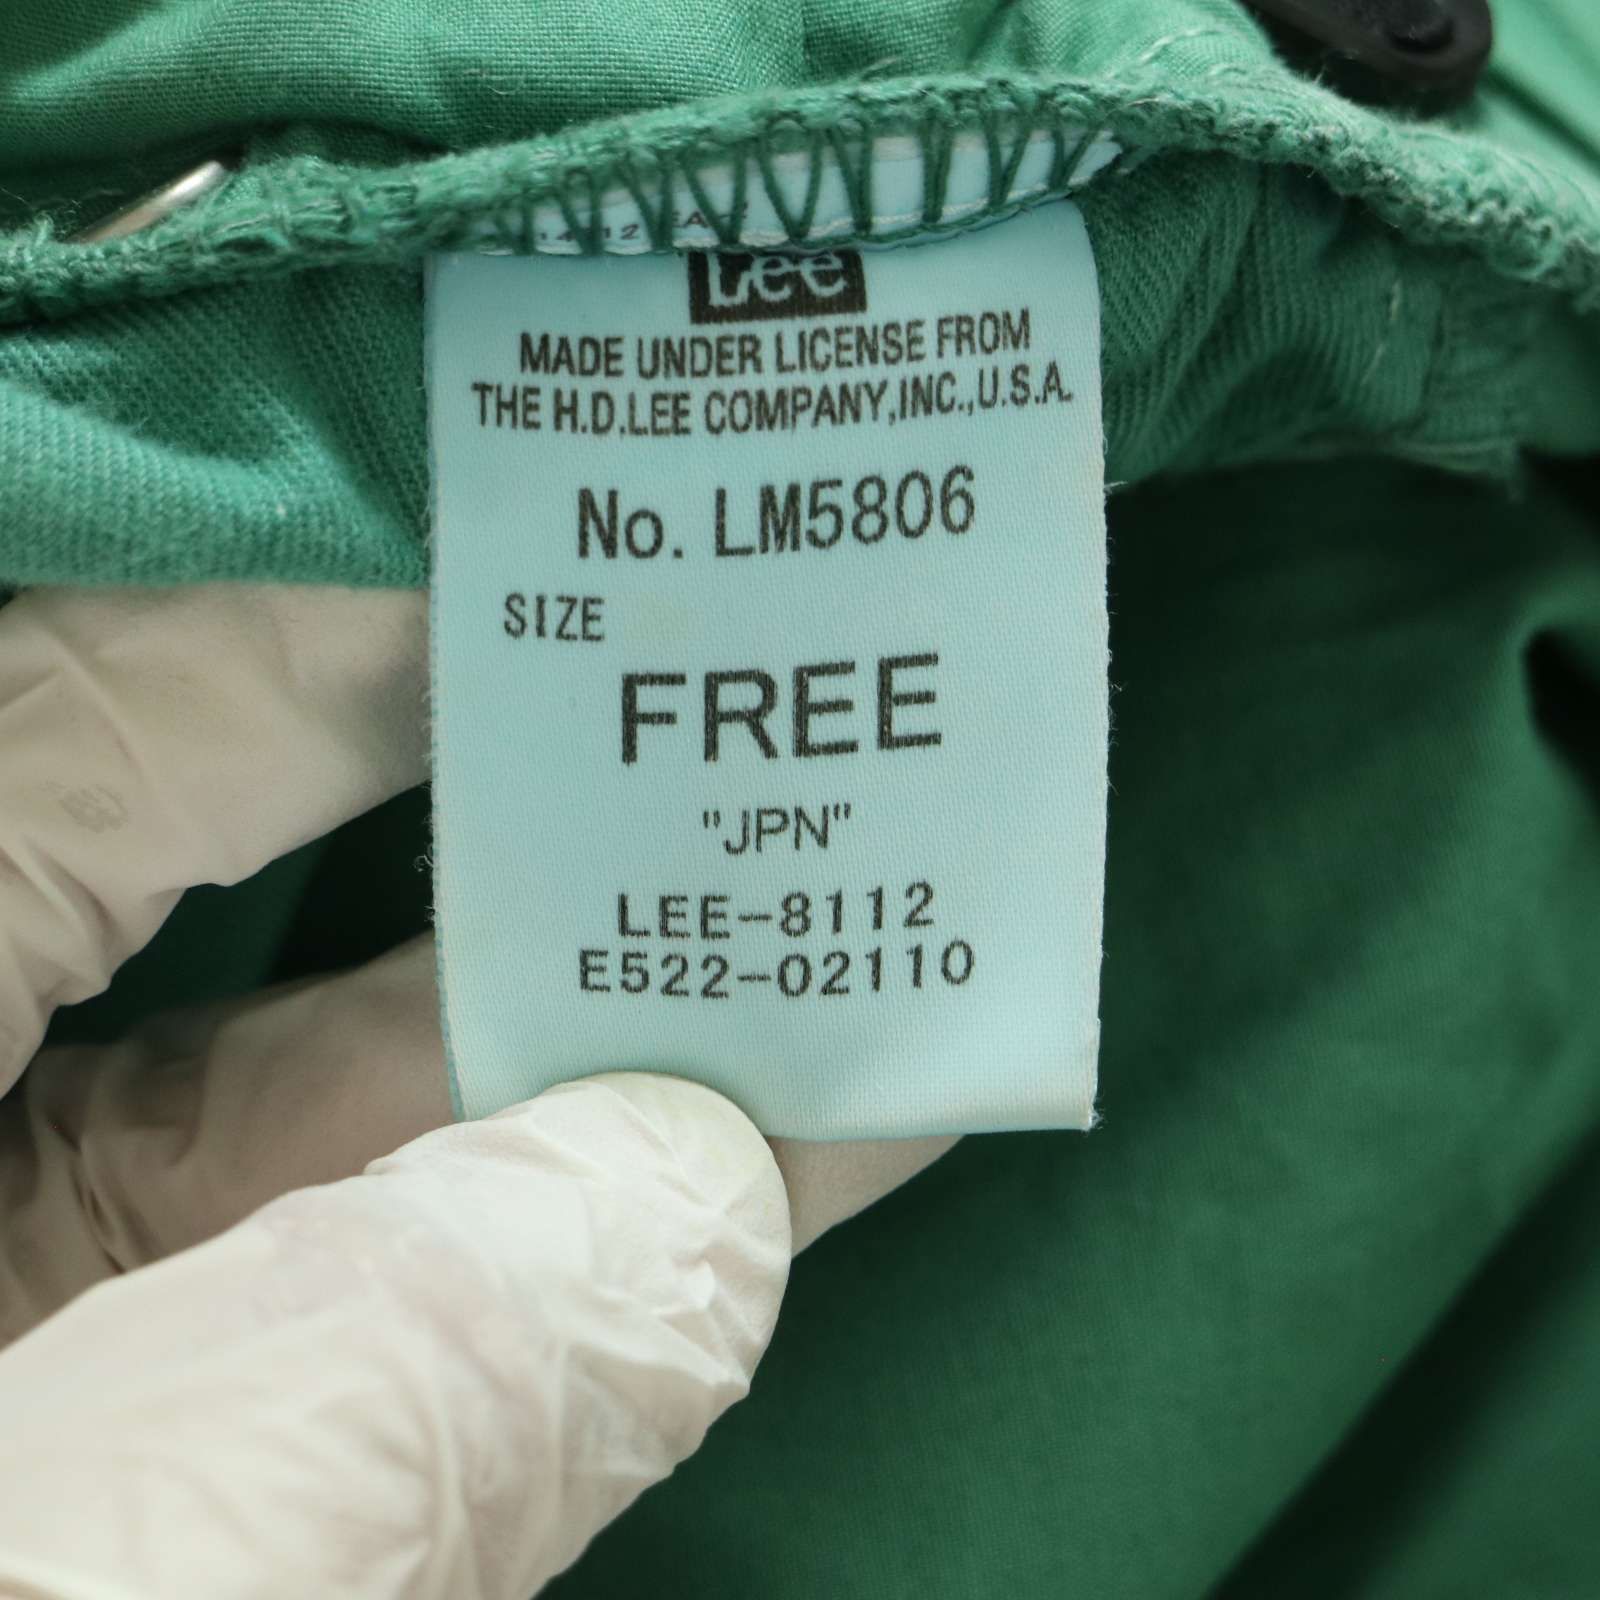 Lee
MADE UNDER LICENSE FROM
THE H.D.LEE COMPANY,INC.,U.S.A.
No. LM5806
SIZE
FREE
"JPN"
LEE-8112
E522-02110